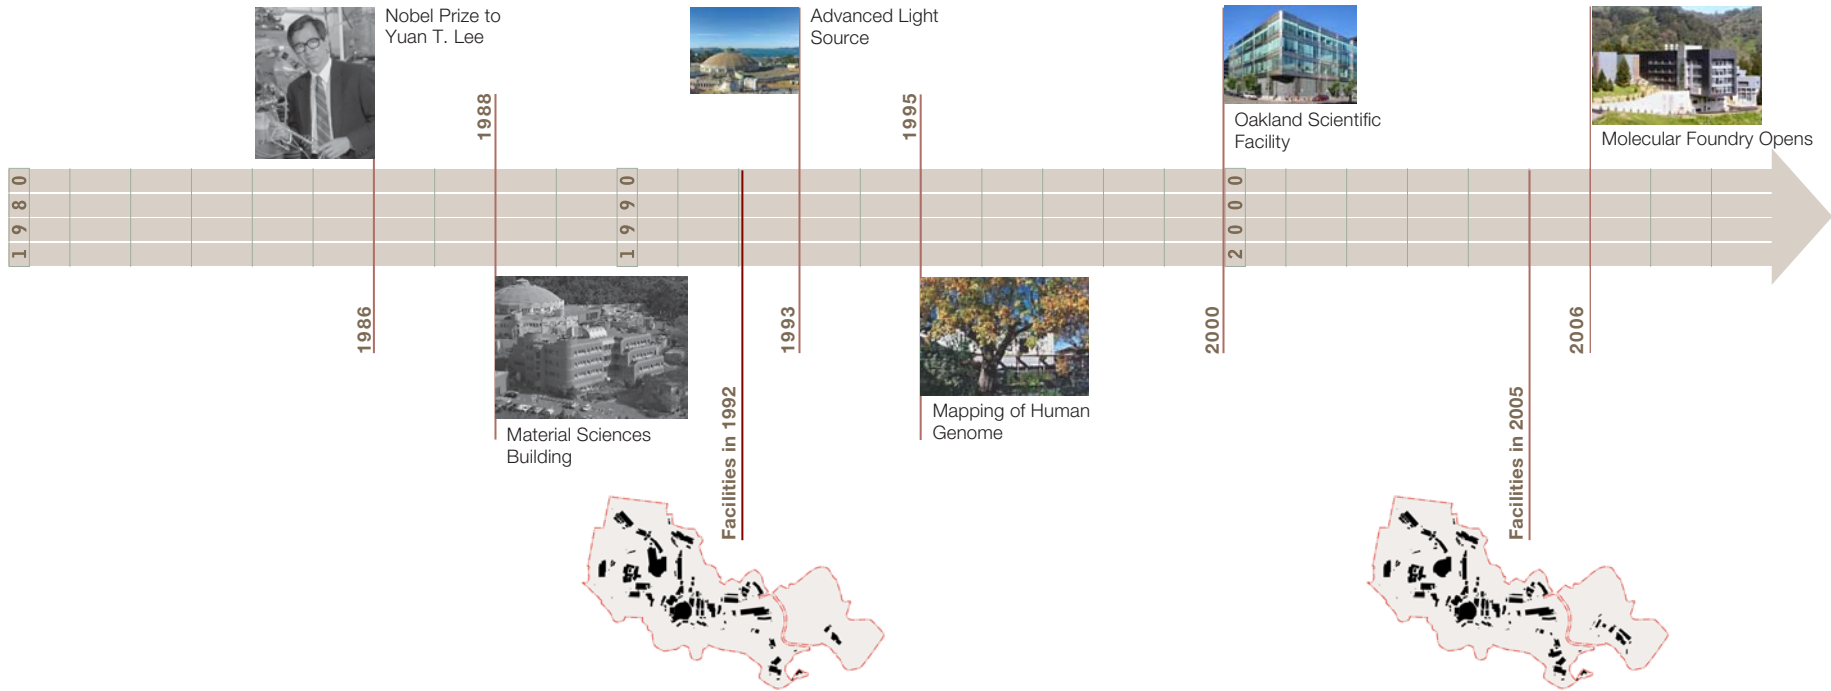 Nobel Prize to
Yuan T. Lee
Advanced Light
Source
1988
1995
Oakland Scientific
Facility
Molecular Foundry Opens
1980
1990
2000
1986
1993
2000
2006
Material Sciences
Building
Facilities in 1992
Mapping of Human
Genome
Facilities in 2005